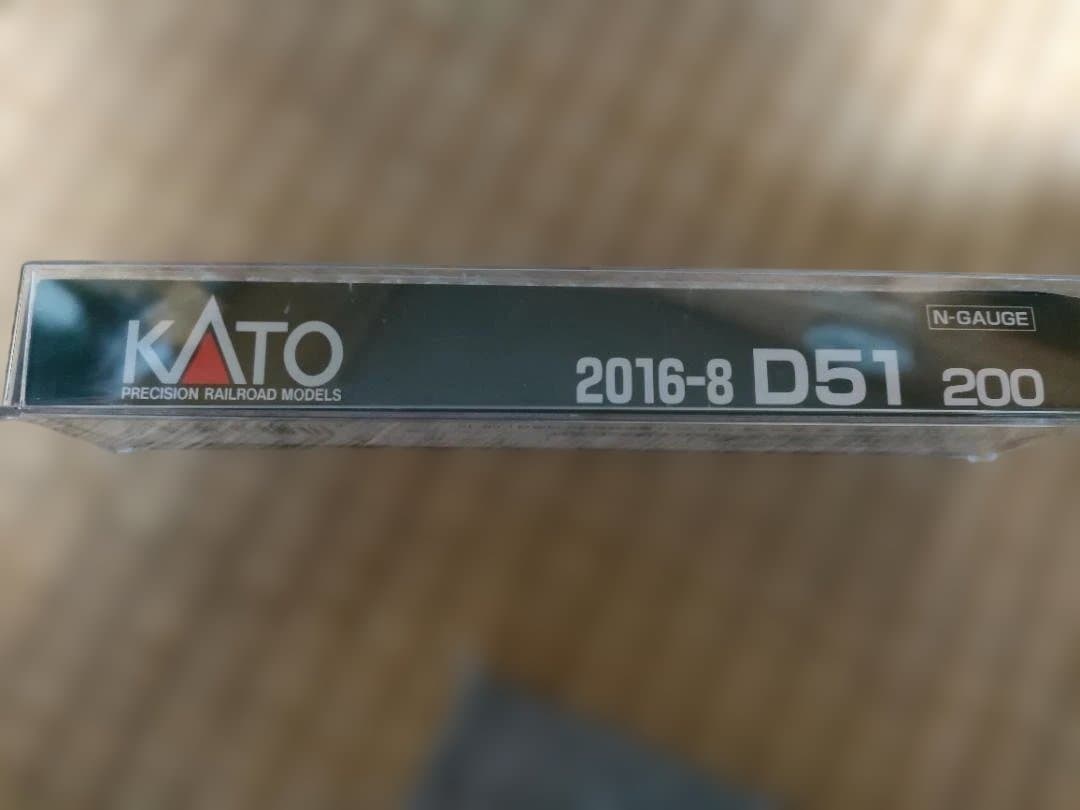 KATO
PRECISION RAILROAD MODELS
N-GAUGE
2016-8 D51 200